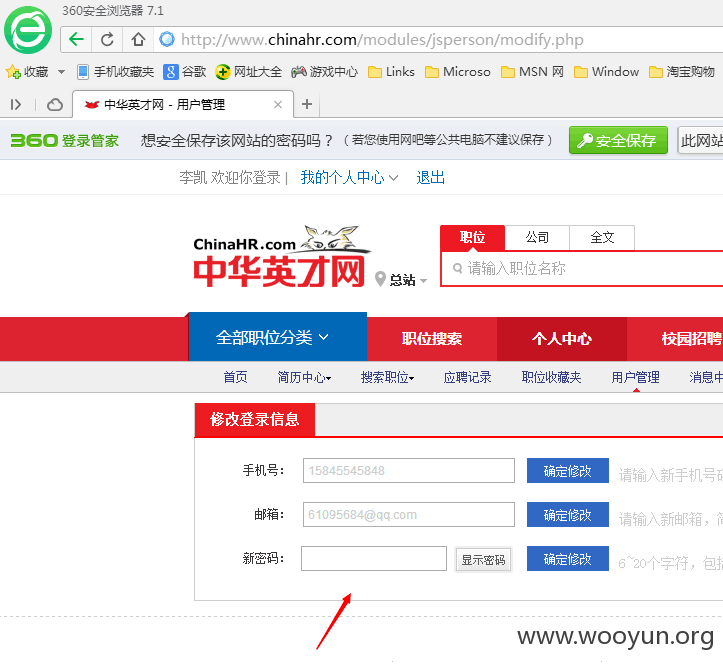 360安全浏览器 7.1
http://www.chinahr.com/modules/jsperson/modify.php
收藏 手机收藏夹 谷歌 网址大全 游戏中心 Links Microso MSN 网 Window 淘宝购物
中华英才网 - 用户管理
360 登录管家 想安全保存该网站的密码吗？（若您使用网吧等公共电脑不建议保存） 安全保存 此网站
李凯 欢迎你登录 | 我的个人中心 退出
职位 公司 全文
ChinaHR.com
中华英才网 总站 请输入职位名称
全部职位分类 职位搜索 个人中心 校园招聘
首页 简历中心 搜索职位 应聘记录 职位收藏夹 用户管理 消息中
修改登录信息
手机号： 15845545848 确定修改 请输入新手机号码
邮箱： 61095684@qq.com 确定修改 请输入新邮箱，简
新密码： 显示密码 确定修改 6~20个字符，包括
www.wooyun.org